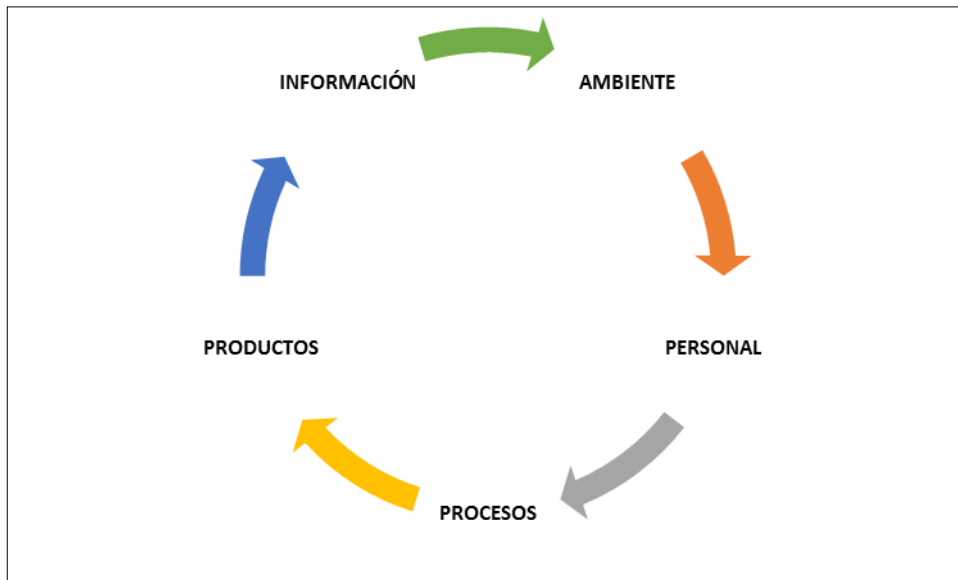 INFORMACIÓN
AMBIENTE
PRODUCTOS
PERSONAL
PROCESOS